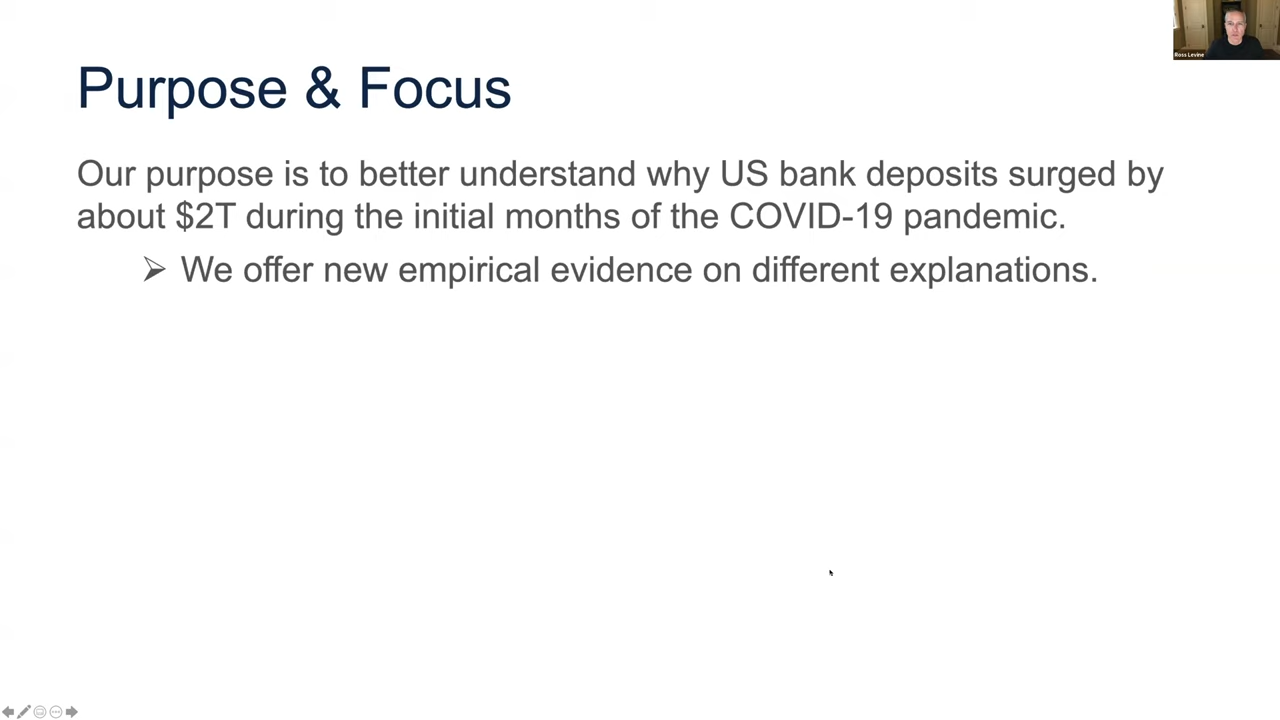 Ross Levine
Purpose & Focus
Our purpose is to better understand why US bank deposits surged by
about $2T during the initial months of the COVID-19 pandemic.
➢ We offer new empirical evidence on different explanations.